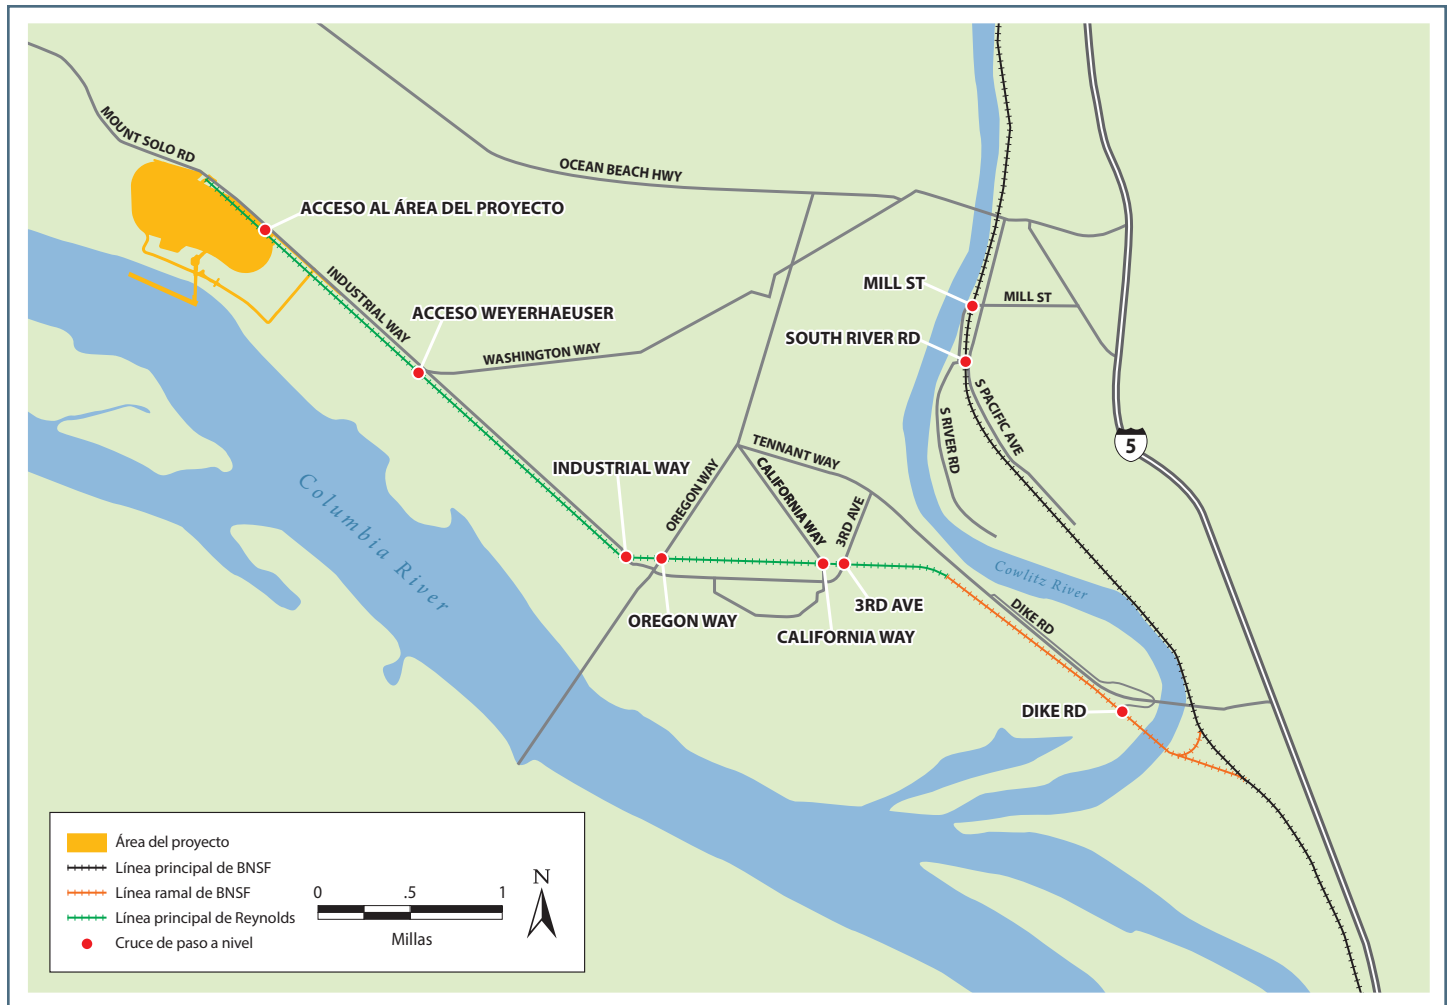 MOUNT SOLO RD
OCEAN BEACH HWY
ACCESO AL ÁREA DEL PROYECTO
INDUSTRIAL WAY
ACCESO WEYERHAEUSER
WASHINGTON WAY
MILL ST
MILL ST
SOUTH RIVER RD
S PACIFIC AVE
S RIVER RD
5
TENNANT WAY
INDUSTRIAL WAY
OREGON WAY
CALIFORNIA WAY
3RD AVE
Columbia River
Cowlitz River
3RD AVE
OREGON WAY
CALIFORNIA WAY
DIKE RD
DIKE RD
Área del proyecto
Línea principal de BNSF
Línea ramal de BNSF
Línea principal de Reynolds
Cruce de paso a nivel
0 .5 1
Millas
N